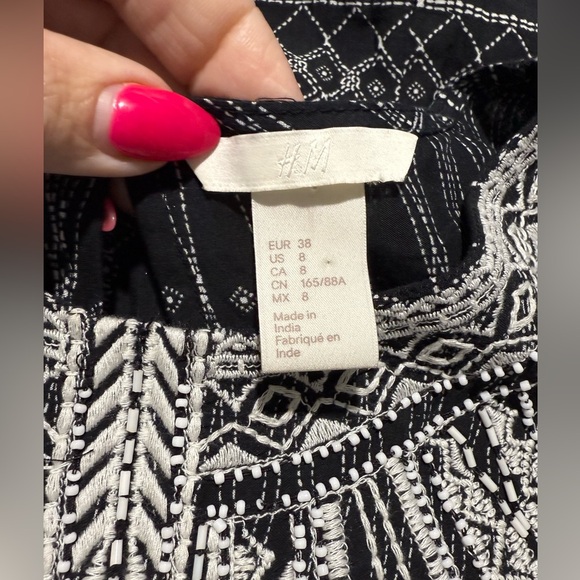 H&M
EUR 38
US 8
CA 8
CN 165/88A
MX 8
Made in
India
Fabriqué en
Inde